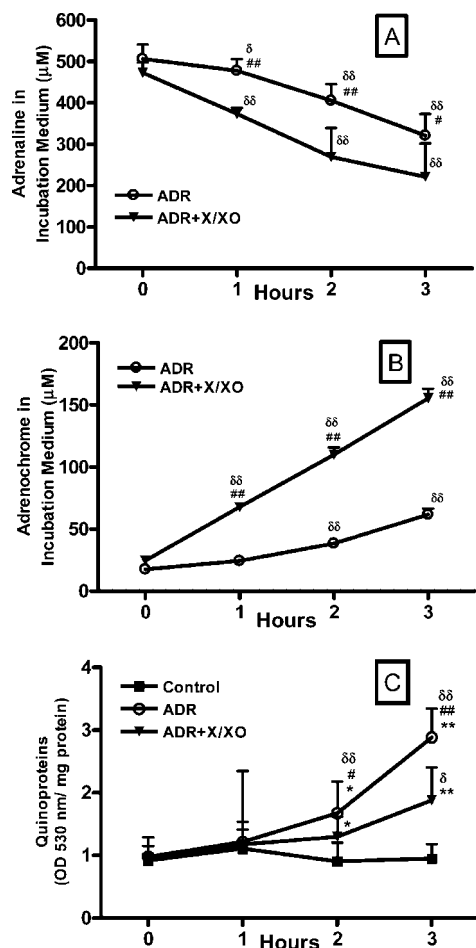 A
600
500
400
300
200
100
0
Adrenaline in
Incubation Medium (μM)
δ
##
δδ
##
δδ
#
δδ
δδ
δδ
ADR
ADR+X/XO
0 1 2 3
Hours
B
200
150
100
50
0
Adrenochrome in
Incubation Medium (μM)
ADR
ADR+X/XO
δδ
##
δδ
##
δδ
##
δδ
δδ
0 1 2 3
Hours
C
4
3
2
1
0
Quinoproteins
(OD 530 nm/ mg protein)
Control
ADR
ADR+X/XO
δδ
#
*
*
δδ
##
**
δ
**
0 1 2 3
Hours